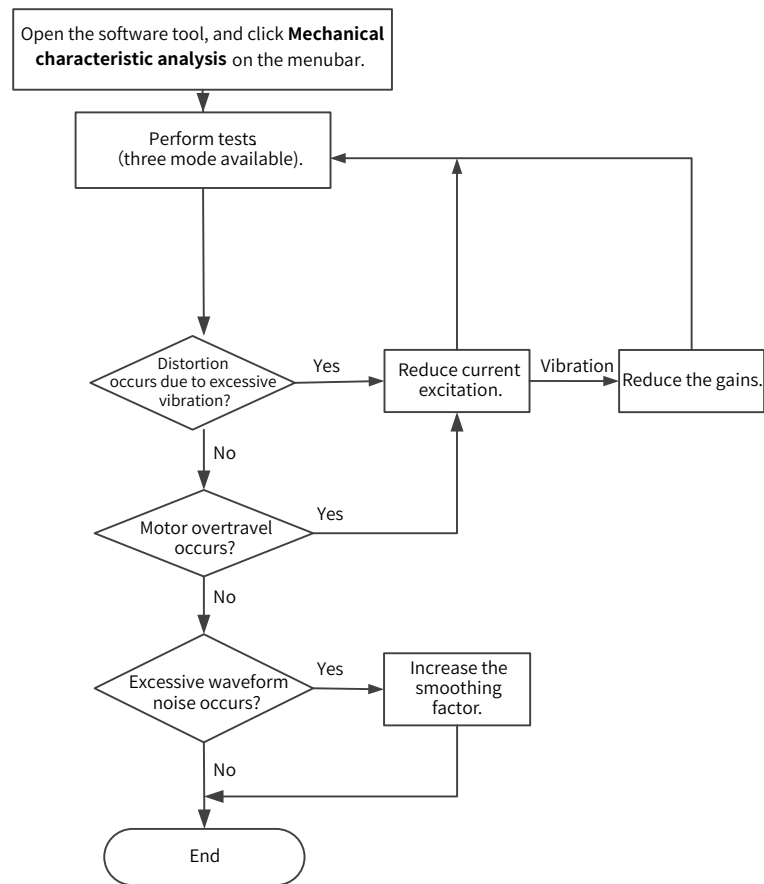 Open the software tool, and click Mechanical
characteristic analysis on the menubar.
Perform tests
(three mode available).
Distortion
occurs due to excessive
vibration?
Yes
Reduce current
excitation.
Vibration
Reduce the gains.
No
Motor overtravel
occurs?
Yes
No
Excessive waveform
noise occurs?
Yes
Increase the
smoothing
factor.
No
End